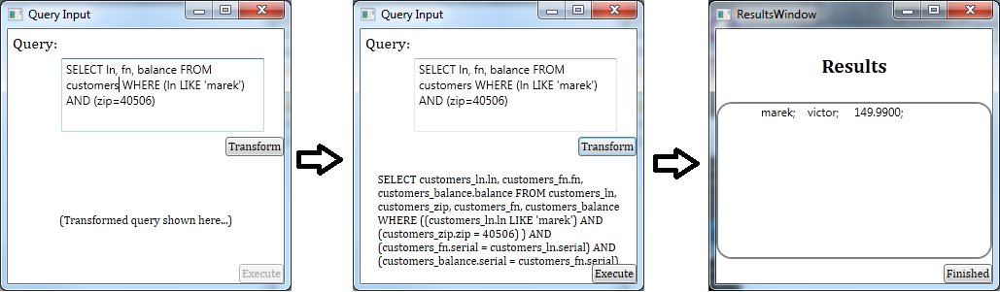 Query Input
Query:
SELECT ln, fn, balance FROM
customers WHERE (ln LIKE 'marek')
AND (zip=40506)
Transform
(Transformed query shown here...)
Execute
Query Input
Query:
SELECT ln, fn, balance FROM
customers WHERE (ln LIKE 'marek')
AND (zip=40506)
Transform
SELECT customers_ln.ln, customers_fn.fn,
customers_balance.balance FROM customers_ln,
customers_zip, customers_fn, customers_balance
WHERE ((customers_ln.ln LIKE 'marek') AND
(customers_zip.zip = 40506) ) AND
(customers_fn.serial = customers_ln.serial) AND
(customers_balance.serial = customers_fn.serial)
Execute
ResultsWindow
Results
marek; victor; 149.9900;
Finished